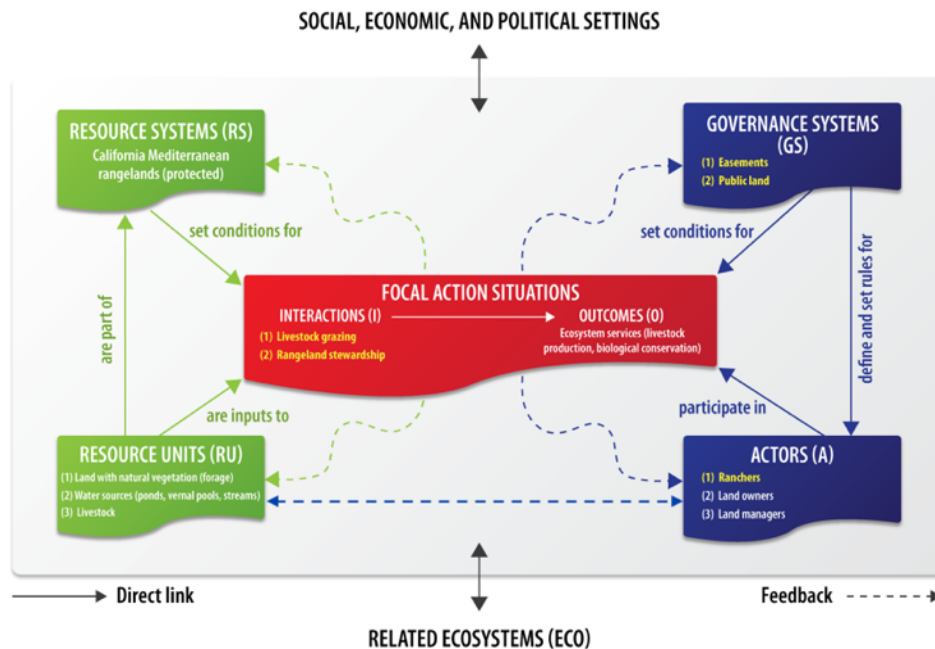 SOCIAL, ECONOMIC, AND POLITICAL SETTINGS
RESOURCE SYSTEMS (RS)
California Mediterranean
rangelands (protected)
GOVERNANCE SYSTEMS
(GS)
(1) Easements
(2) Public land
set conditions for
set conditions for
are part of
define and set rules for
FOCAL ACTION SITUATIONS
INTERACTIONS (I)
(1) Livestock grazing
(2) Rangeland stewardship
OUTCOMES (O)
Ecosystem services (livestock
production, biological conservation)
are inputs to
participate in
RESOURCE UNITS (RU)
(1) Land with natural vegetation (forage)
(2) Water sources (ponds, vernal pools, streams)
(3) Livestock
ACTORS (A)
(1) Ranchers
(2) Land owners
(3) Land managers
Direct link
Feedback
RELATED ECOSYSTEMS (ECO)